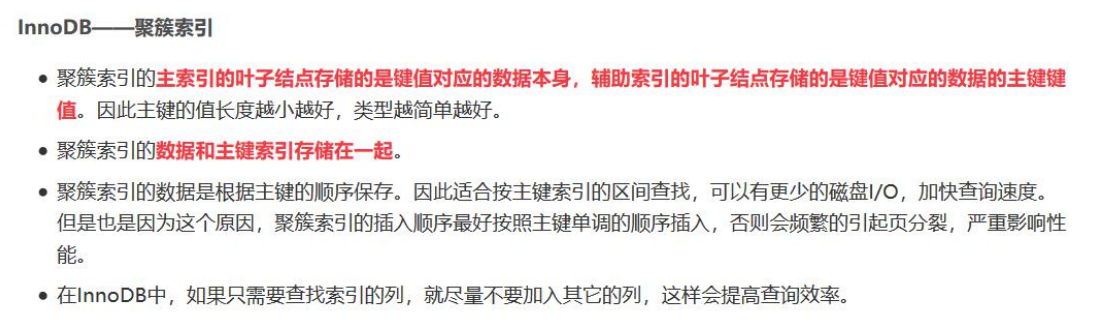 InnoDB——聚簇索引
• 聚簇索引的主索引的叶子结点存储的是键值对应的数据本身，辅助索引的叶子结点存储的是键值对应的数据的主键键
值。因此主键的值长度越小越好，类型越简单越好。
• 聚簇索引的数据和主键索引存储在一起。
• 聚簇索引的数据是根据主键的顺序保存。因此适合按主键索引的区间查找，可以有更少的磁盘I/O，加快查询速度。
但是也是因为这个原因，聚簇索引的插入顺序最好按照主键单调的顺序插入，否则会频繁的引起页分裂，严重影响性
能。
• 在InnoDB中，如果只需要查找索引的列，就尽量不要加入其它的列，这样会提高查询效率。